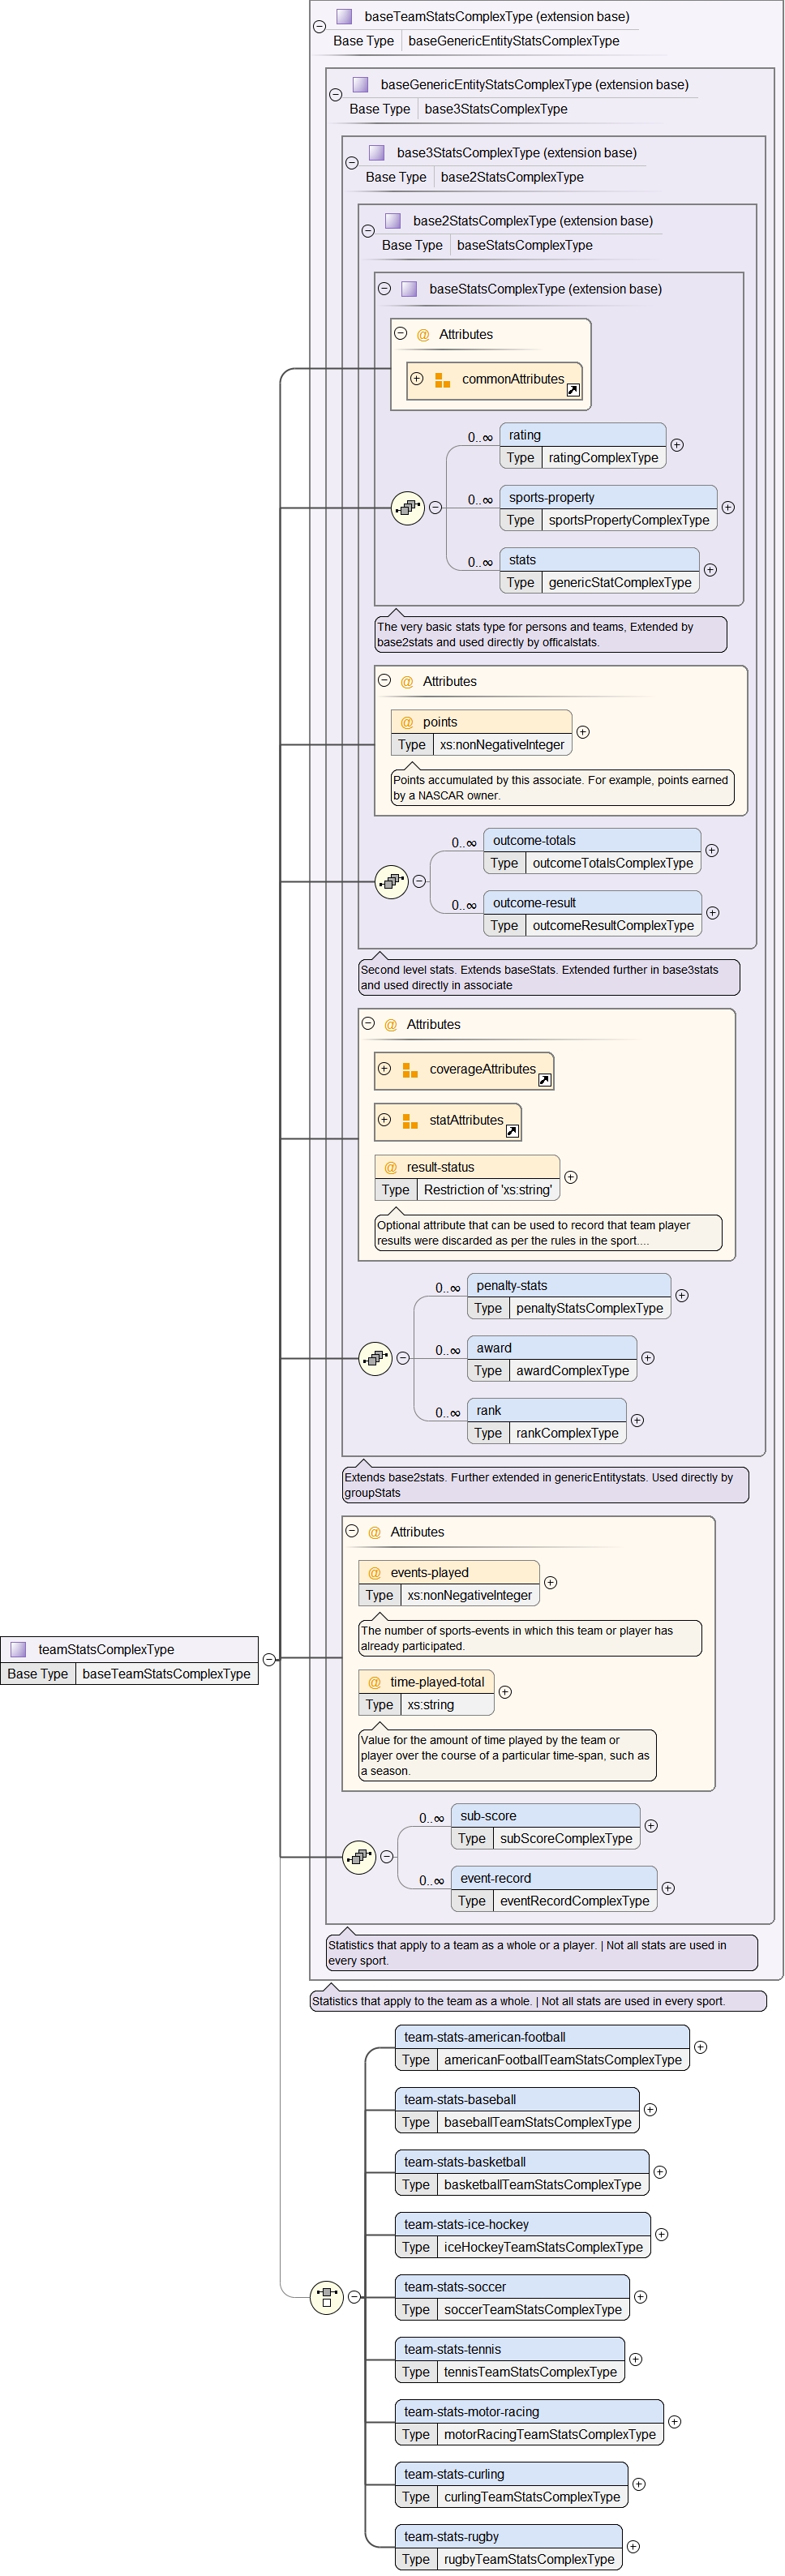 baseTeamStatsComplexType (extension base)
Base Type baseGenericEntityStatsComplexType
baseGenericEntityStatsComplexType (extension base)
Base Type base3StatsComplexType
base3StatsComplexType (extension base)
Base Type base2StatsComplexType
base2StatsComplexType (extension base)
Base Type baseStatsComplexType
baseStatsComplexType (extension base)
@ Attributes
commonAttributes
0..∞ rating
Type ratingComplexType
0..∞ sports-property
Type sportsPropertyComplexType
0..∞ stats
Type genericStatComplexType
The very basic stats type for persons and teams, Extended by
base2stats and used directly by officalstats.
@ Attributes
@ points
Type xs:nonNegativeInteger
Points accumulated by this associate. For example, points earned
by a NASCAR owner.
0..∞ outcome-totals
Type outcomeTotalsComplexType
0..∞ outcome-result
Type outcomeResultComplexType
Second level stats. Extends baseStats. Extended further in base3stats
and used directly in associate
@ Attributes
coverageAttributes
statAttributes
@ result-status
Type Restriction of 'xs:string'
Optional attribute that can be used to record that team player
results were discarded as per the rules in the sport....
0..∞ penalty-stats
Type penaltyStatsComplexType
0..∞ award
Type awardComplexType
0..∞ rank
Type rankComplexType
Extends base2stats. Further extended in genericEntitystats. Used directly by
groupStats
@ Attributes
@ events-played
Type xs:nonNegativeInteger
The number of sports-events in which this team or player has
already participated.
teamStatsComplexType
Base Type baseTeamStatsComplexType
@ time-played-total
Type xs:string
Value for the amount of time played by the team or
player over the course of a particular time-span, such as
a season.
0..∞ sub-score
Type subScoreComplexType
0..∞ event-record
Type eventRecordComplexType
Statistics that apply to a team as a whole or a player. | Not all stats are used in
every sport.
Statistics that apply to the team as a whole. | Not all stats are used in every sport.
team-stats-american-football
Type americanFootballTeamStatsComplexType
team-stats-baseball
Type baseballTeamStatsComplexType
team-stats-basketball
Type basketballTeamStatsComplexType
team-stats-ice-hockey
Type iceHockeyTeamStatsComplexType
team-stats-soccer
Type soccerTeamStatsComplexType
team-stats-tennis
Type tennisTeamStatsComplexType
team-stats-motor-racing
Type motorRacingTeamStatsComplexType
team-stats-curling
Type curlingTeamStatsComplexType
team-stats-rugby
Type rugbyTeamStatsComplexType